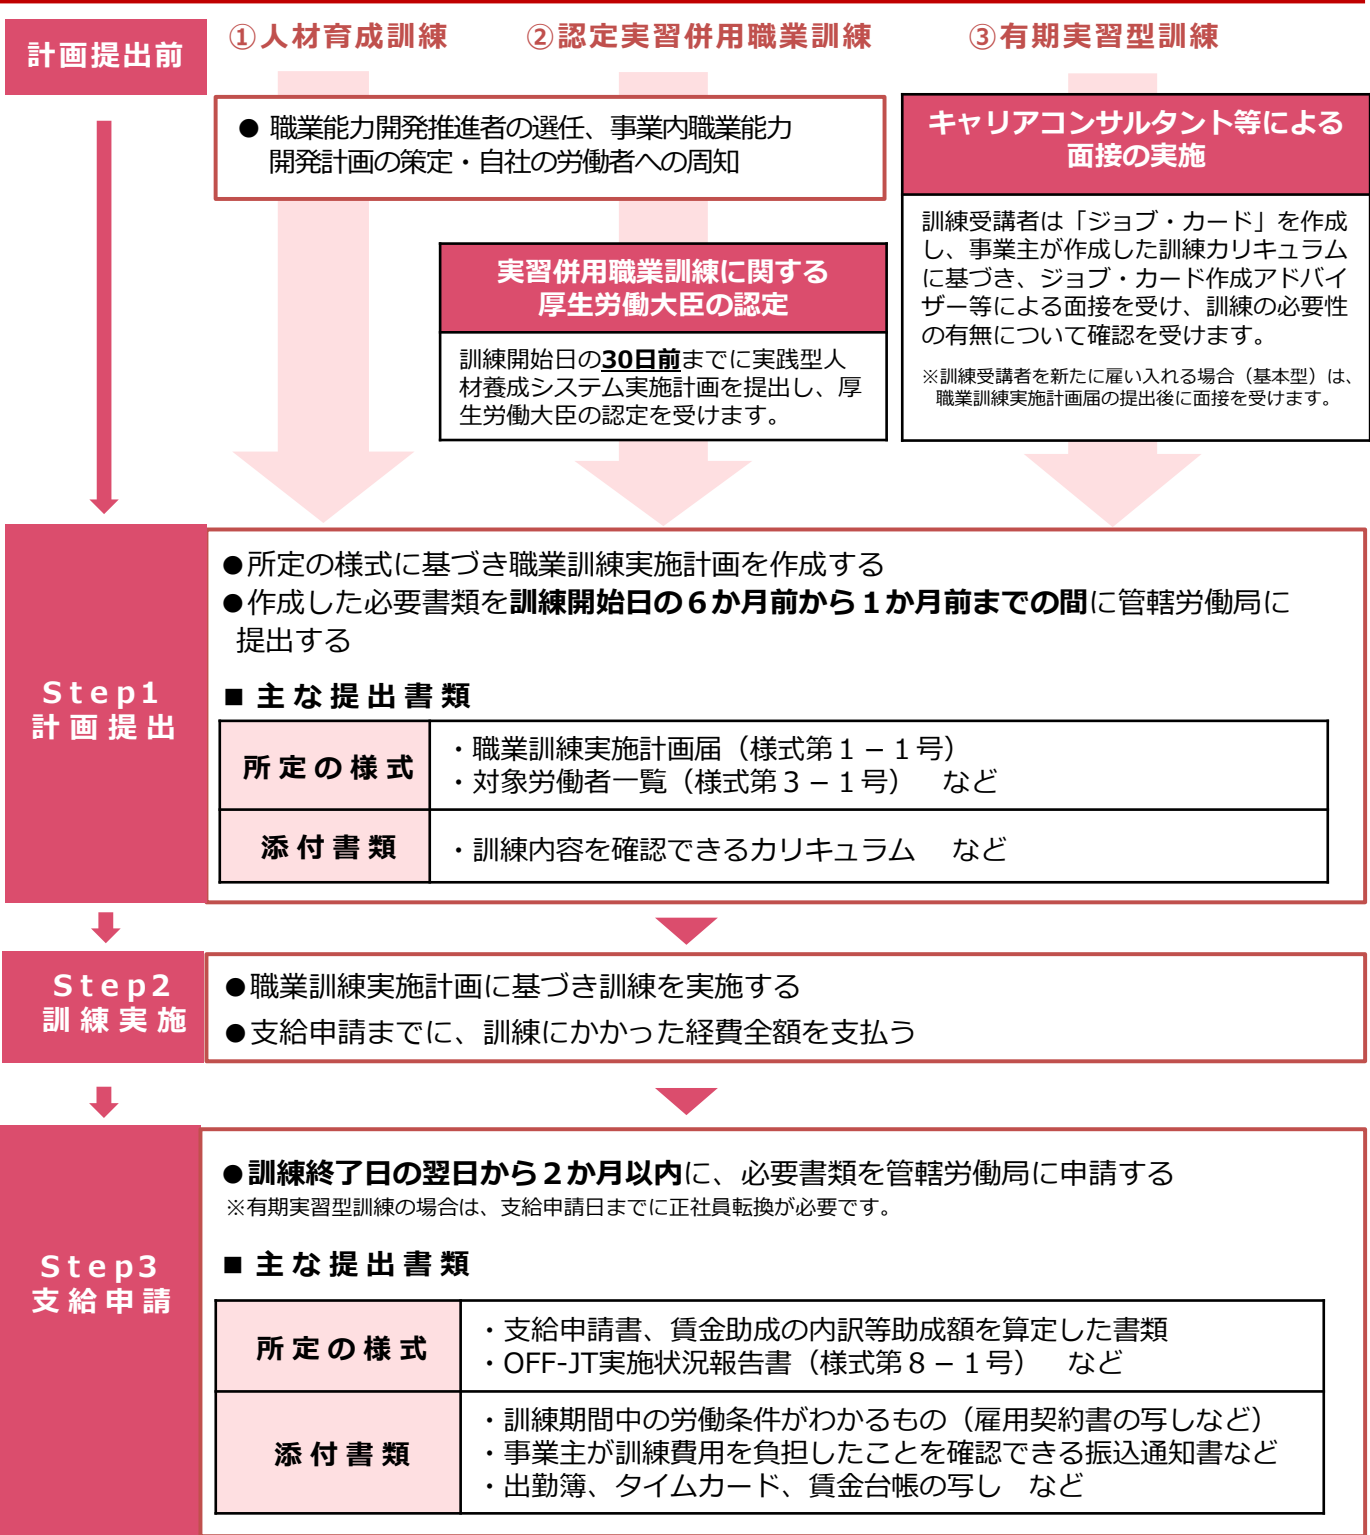 計画提出前
①人材育成訓練
②認定実習併用職業訓練
③有期実習型訓練
● 職業能力開発推進者の選任、事業内職業能力
開発計画の策定・自社の労働者への周知
実習併用職業訓練に関する
厚生労働大臣の認定
訓練開始日の30日前までに実践型人
材養成システム実施計画を提出し、厚
生労働大臣の認定を受けます。
キャリアコンサルタント等による
面接の実施
訓練受講者は「ジョブ・カード」を作成
し、事業主が作成した訓練カリキュラム
に基づき、ジョブ・カード作成アドバイ
ザー等による面接を受け、訓練の必要性
の有無について確認を受けます。
※訓練受講者を新たに雇い入れる場合（基本型）は、
職業訓練実施計画届の提出後に面接を受けます。
Step1
計画提出
●所定の様式に基づき職業訓練実施計画を作成する
●作成した必要書類を訓練開始日の６か月前から１か月前までの間に管轄労働局に
提出する
■主な提出書類
所定の様式
・職業訓練実施計画届（様式第１－１号）
・対象労働者一覧（様式第３－１号）　など
添付書類
・訓練内容を確認できるカリキュラム　など
Step2
訓練実施
●職業訓練実施計画に基づき訓練を実施する
●支給申請までに、訓練にかかった経費全額を支払う
Step3
支給申請
●訓練終了日の翌日から２か月以内に、必要書類を管轄労働局に申請する
※有期実習型訓練の場合は、支給申請日までに正社員転換が必要です。
■主な提出書類
所定の様式
・支給申請書、賃金助成の内訳等助成額を算定した書類
・OFF-JT実施状況報告書（様式第８－１号）　など
添付書類
・訓練期間中の労働条件がわかるもの（雇用契約書の写しなど）
・事業主が訓練費用を負担したことを確認できる振込通知書など
・出勤簿、タイムカード、賃金台帳の写し　など